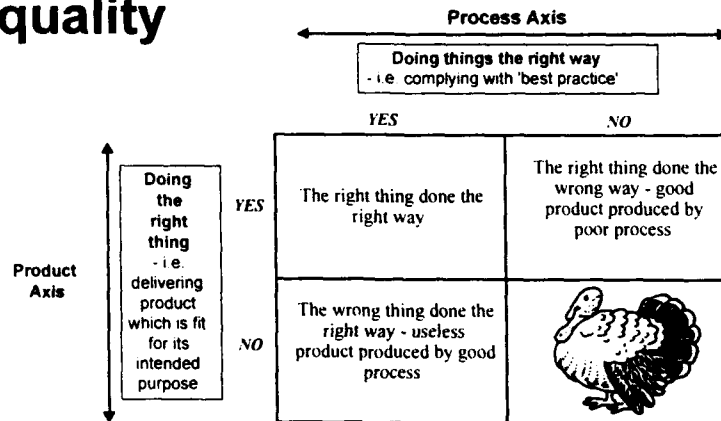 quality
Process Axis
Doing things the right way
- i.e. complying with 'best practice'
YES
NO
Product
Axis
Doing
the
right
thing
- i.e.
delivering
product
which is fit
for its
intended
purpose
YES
The right thing done the
right way
The right thing done the
wrong way - good
product produced by
poor process
NO
The wrong thing done the
right way - useless
product produced by good
process